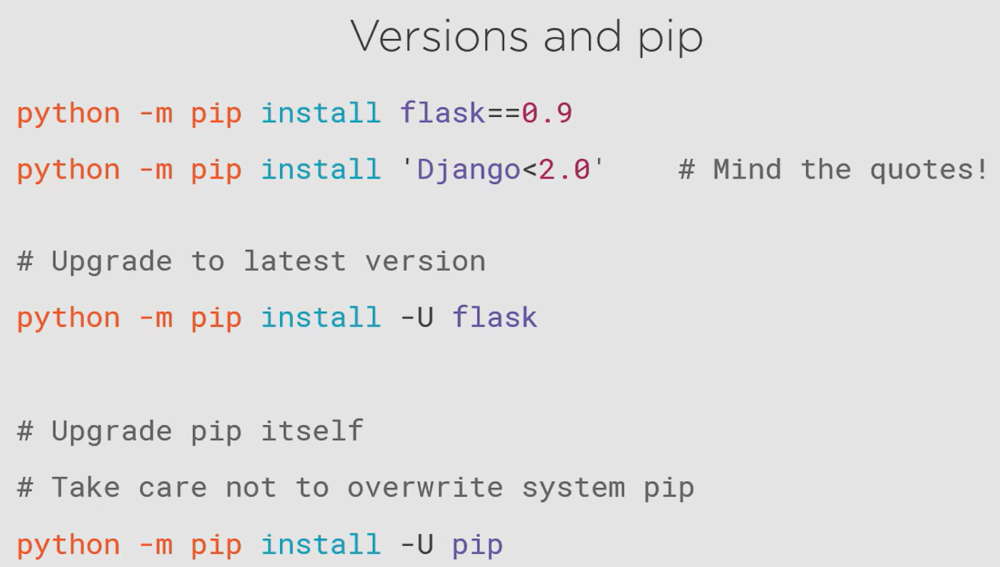 Versions and pip
python -m pip install flask==0.9
python -m pip install 'Django<2.0' # Mind the quotes!
# Upgrade to latest version
python -m pip install -U flask
# Upgrade pip itself
# Take care not to overwrite system pip
python -m pip install -U pip